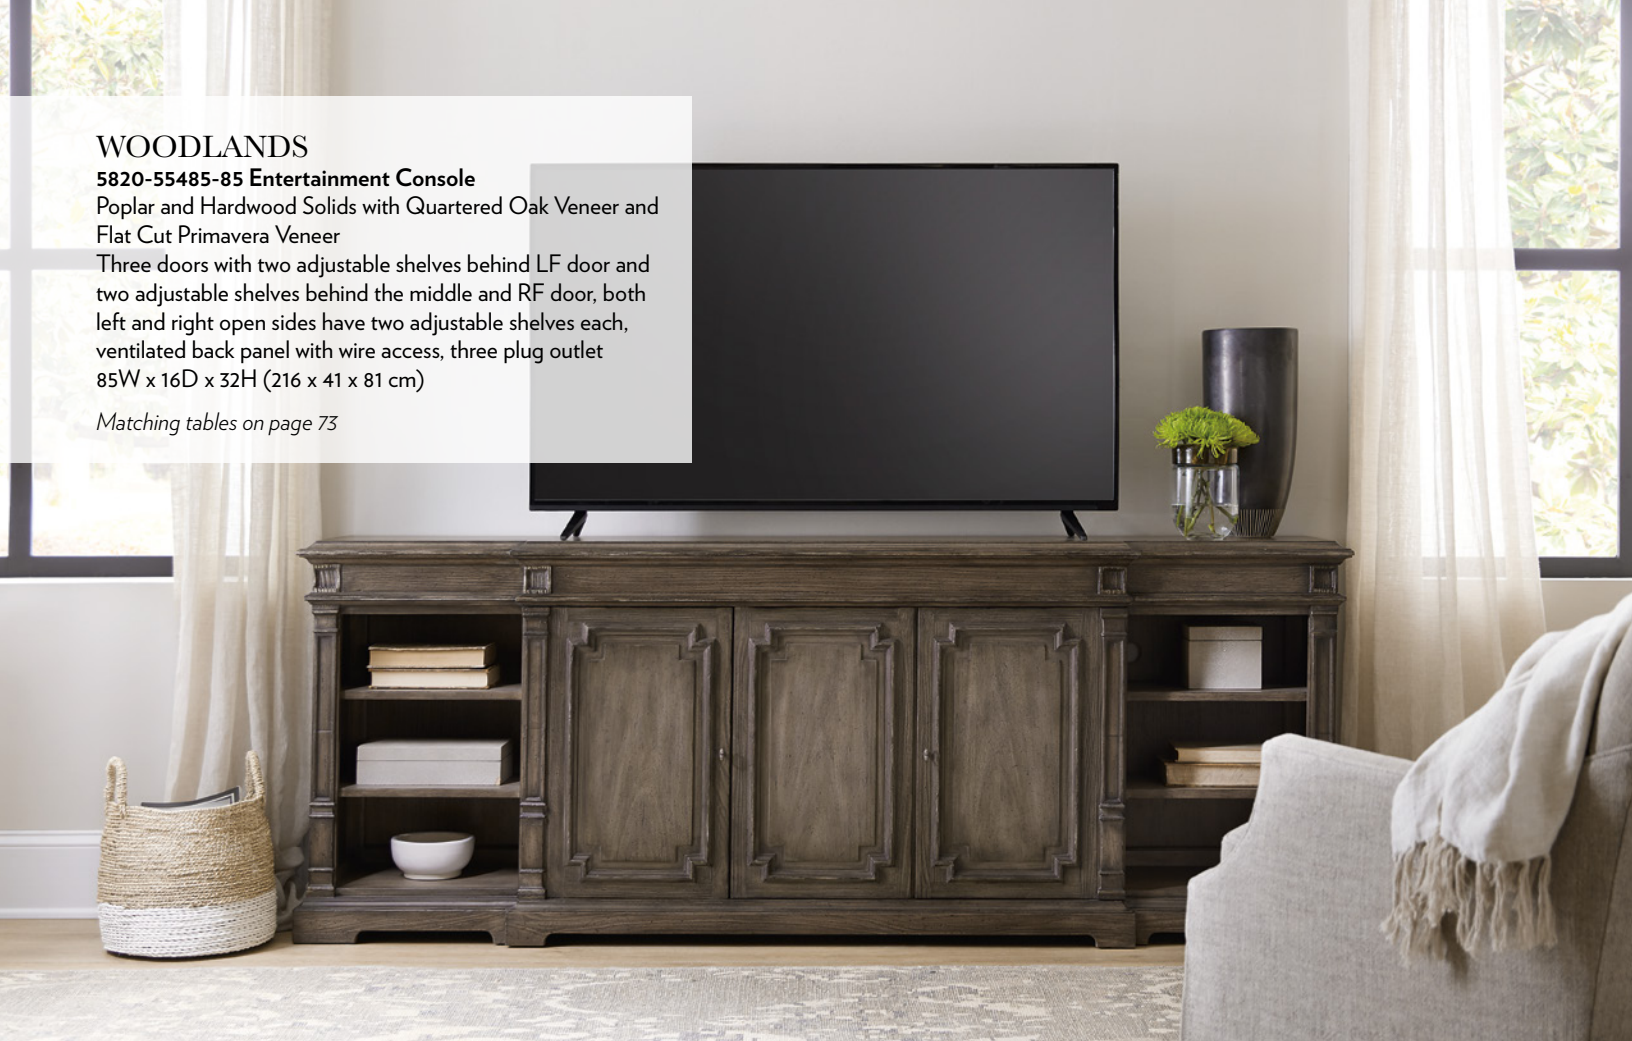 WOODLANDS
5820-55485-85 Entertainment Console
Poplar and Hardwood Solids with Quartered Oak Veneer and
Flat Cut Primavera Veneer
Three doors with two adjustable shelves behind LF door and
two adjustable shelves behind the middle and RF door, both
left and right open sides have two adjustable shelves each,
ventilated back panel with wire access, three plug outlet
85W x 16D x 32H (216 x 41 x 81 cm)
Matching tables on page 73